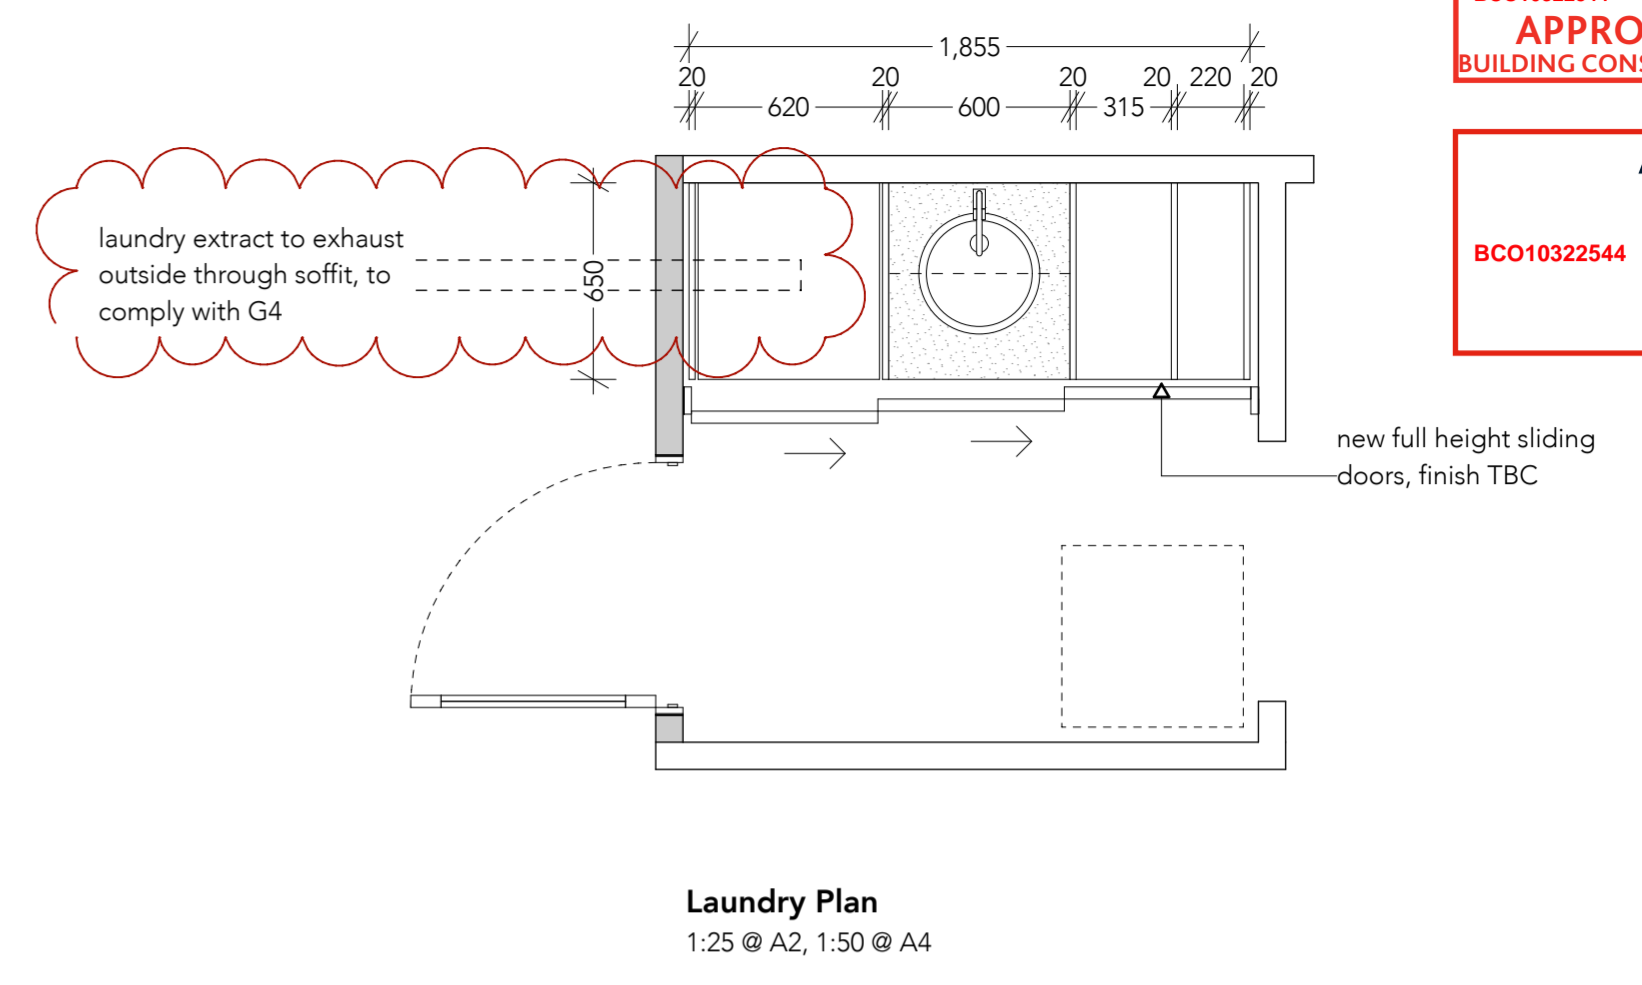 APPRO
BUILDING CONS
1,855
20 20 20 20 220 20
620 600 315
BCO10322544
laundry extract to exhaust
outside through soffit, to
comply with G4
650
new full height sliding
doors, finish TBC
Laundry Plan
1:25 @ A2, 1:50 @ A4